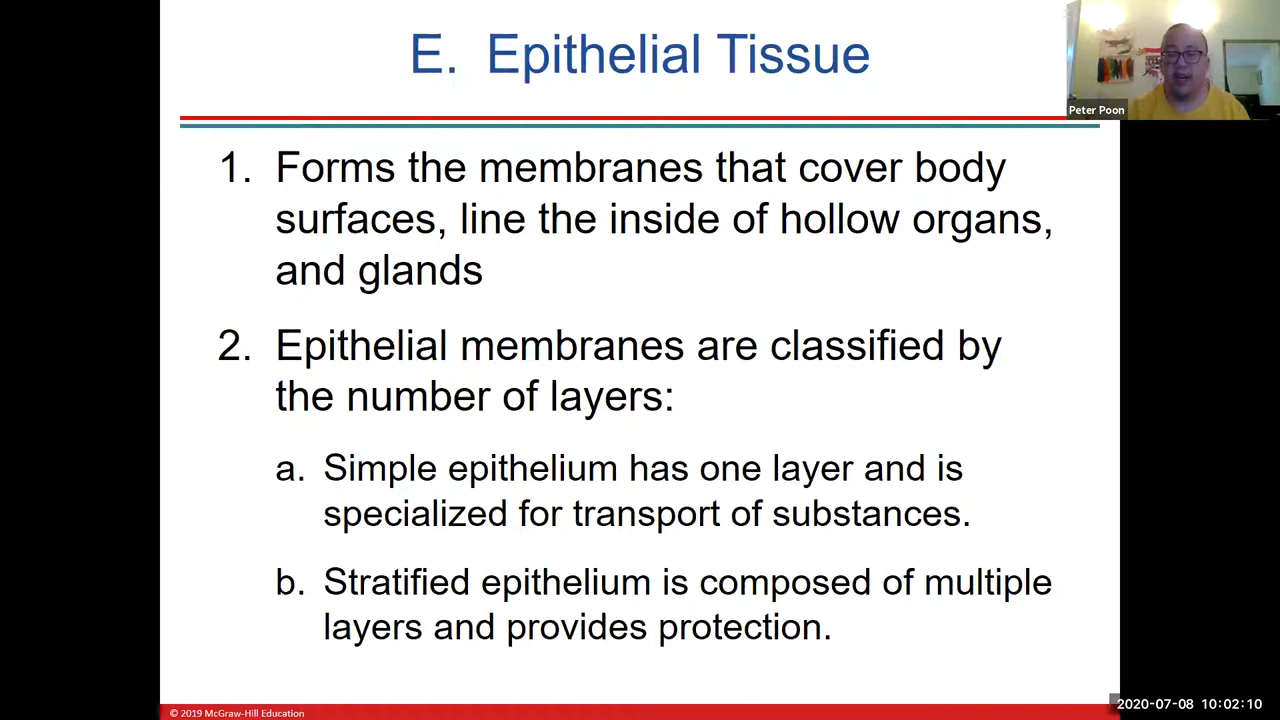 E. Epithelial Tissue
Peter Poon
1. Forms the membranes that cover body
surfaces, line the inside of hollow organs,
and glands
2. Epithelial membranes are classified by
the number of layers:
a. Simple epithelium has one layer and is
specialized for transport of substances.
b. Stratified epithelium is composed of multiple
layers and provides protection.
© 2019 McGraw-Hill Education
2020-07-08 10:02:10